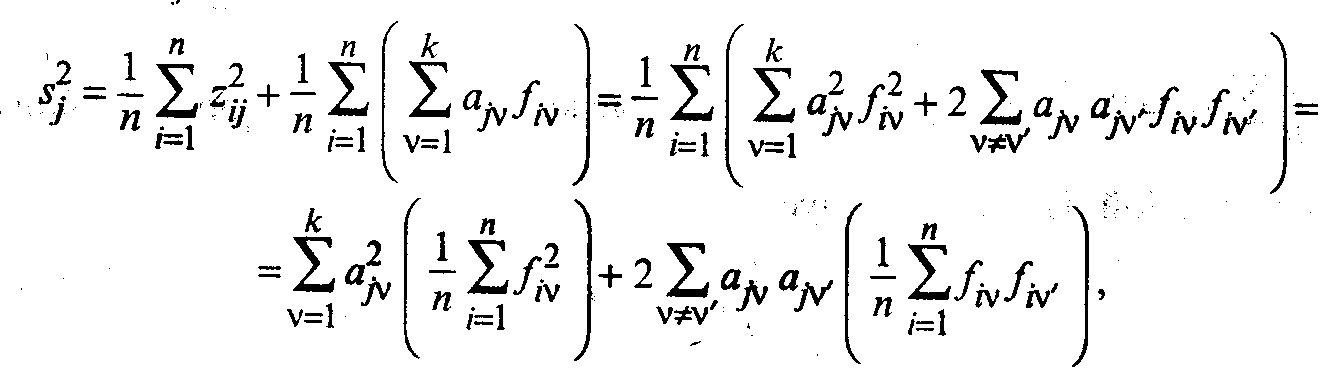 $s_j^2 = \frac{1}{n} \sum_{i=1}^{n} z_{ij}^2 + \frac{1}{n} \sum_{i=1}^{n} \left( \sum_{\nu=1}^{k} a_{j\nu} f_{i\nu} \right) = \frac{1}{n} \sum_{i=1}^{n} \left( \sum_{\nu=1}^{k} a_{j\nu}^2 f_{i\nu}^2 + 2 \sum_{\nu \neq \nu'} a_{j\nu} a_{j\nu'} f_{i\nu} f_{i\nu'} \right) =$
$= \sum_{\nu=1}^{k} a_{j\nu}^2 \left( \frac{1}{n} \sum_{i=1}^{n} f_{i\nu}^2 \right) + 2 \sum_{\nu \neq \nu'} a_{j\nu} a_{j\nu'} \left( \frac{1}{n} \sum_{i=1}^{n} f_{i\nu} f_{i\nu'} \right),$